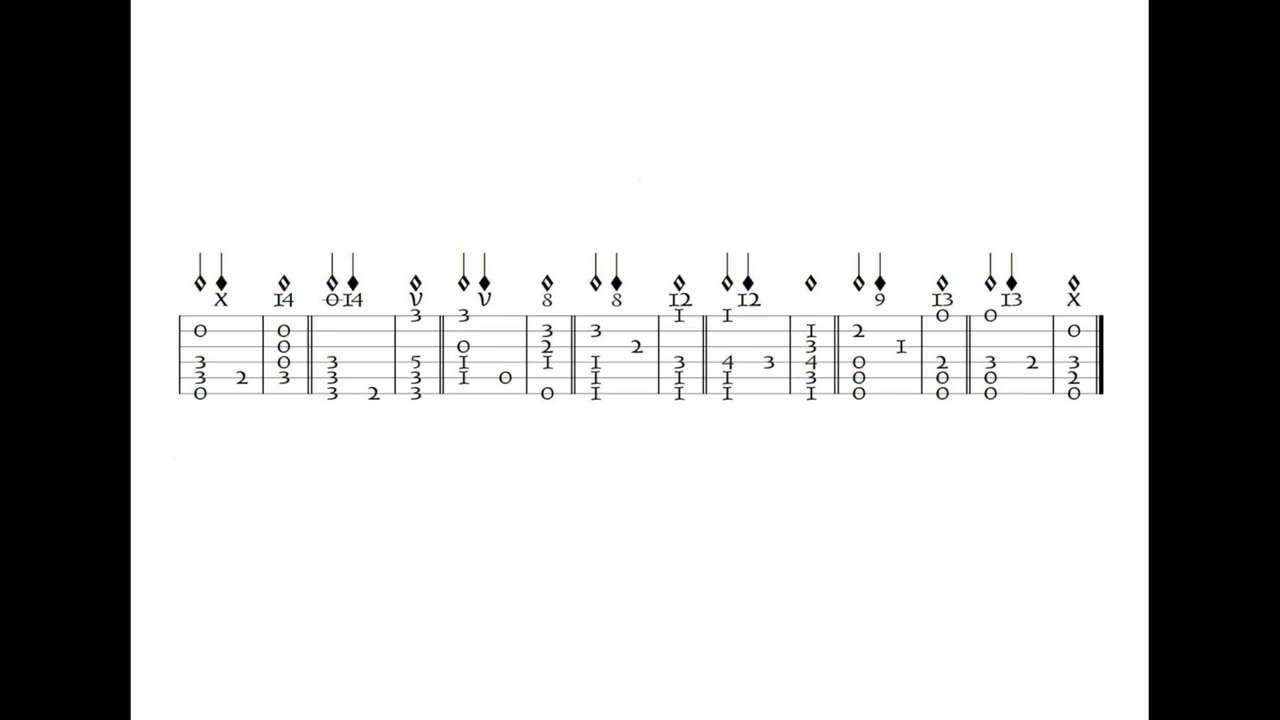 X 14 0 14 V V 8 8 12 12 9 13 13 X
3 3 1 1 0 0
0 0 3 3 1 2 0
0 0 2 2 3 1
3 0 3 5 1 1 1 3 4 3 4 0 2 3 2 3
3 2 3 3 3 1 0 1 1 1 3 0 0 0 2
0 3 2 3 0 1 1 1 1 0 0 0 0